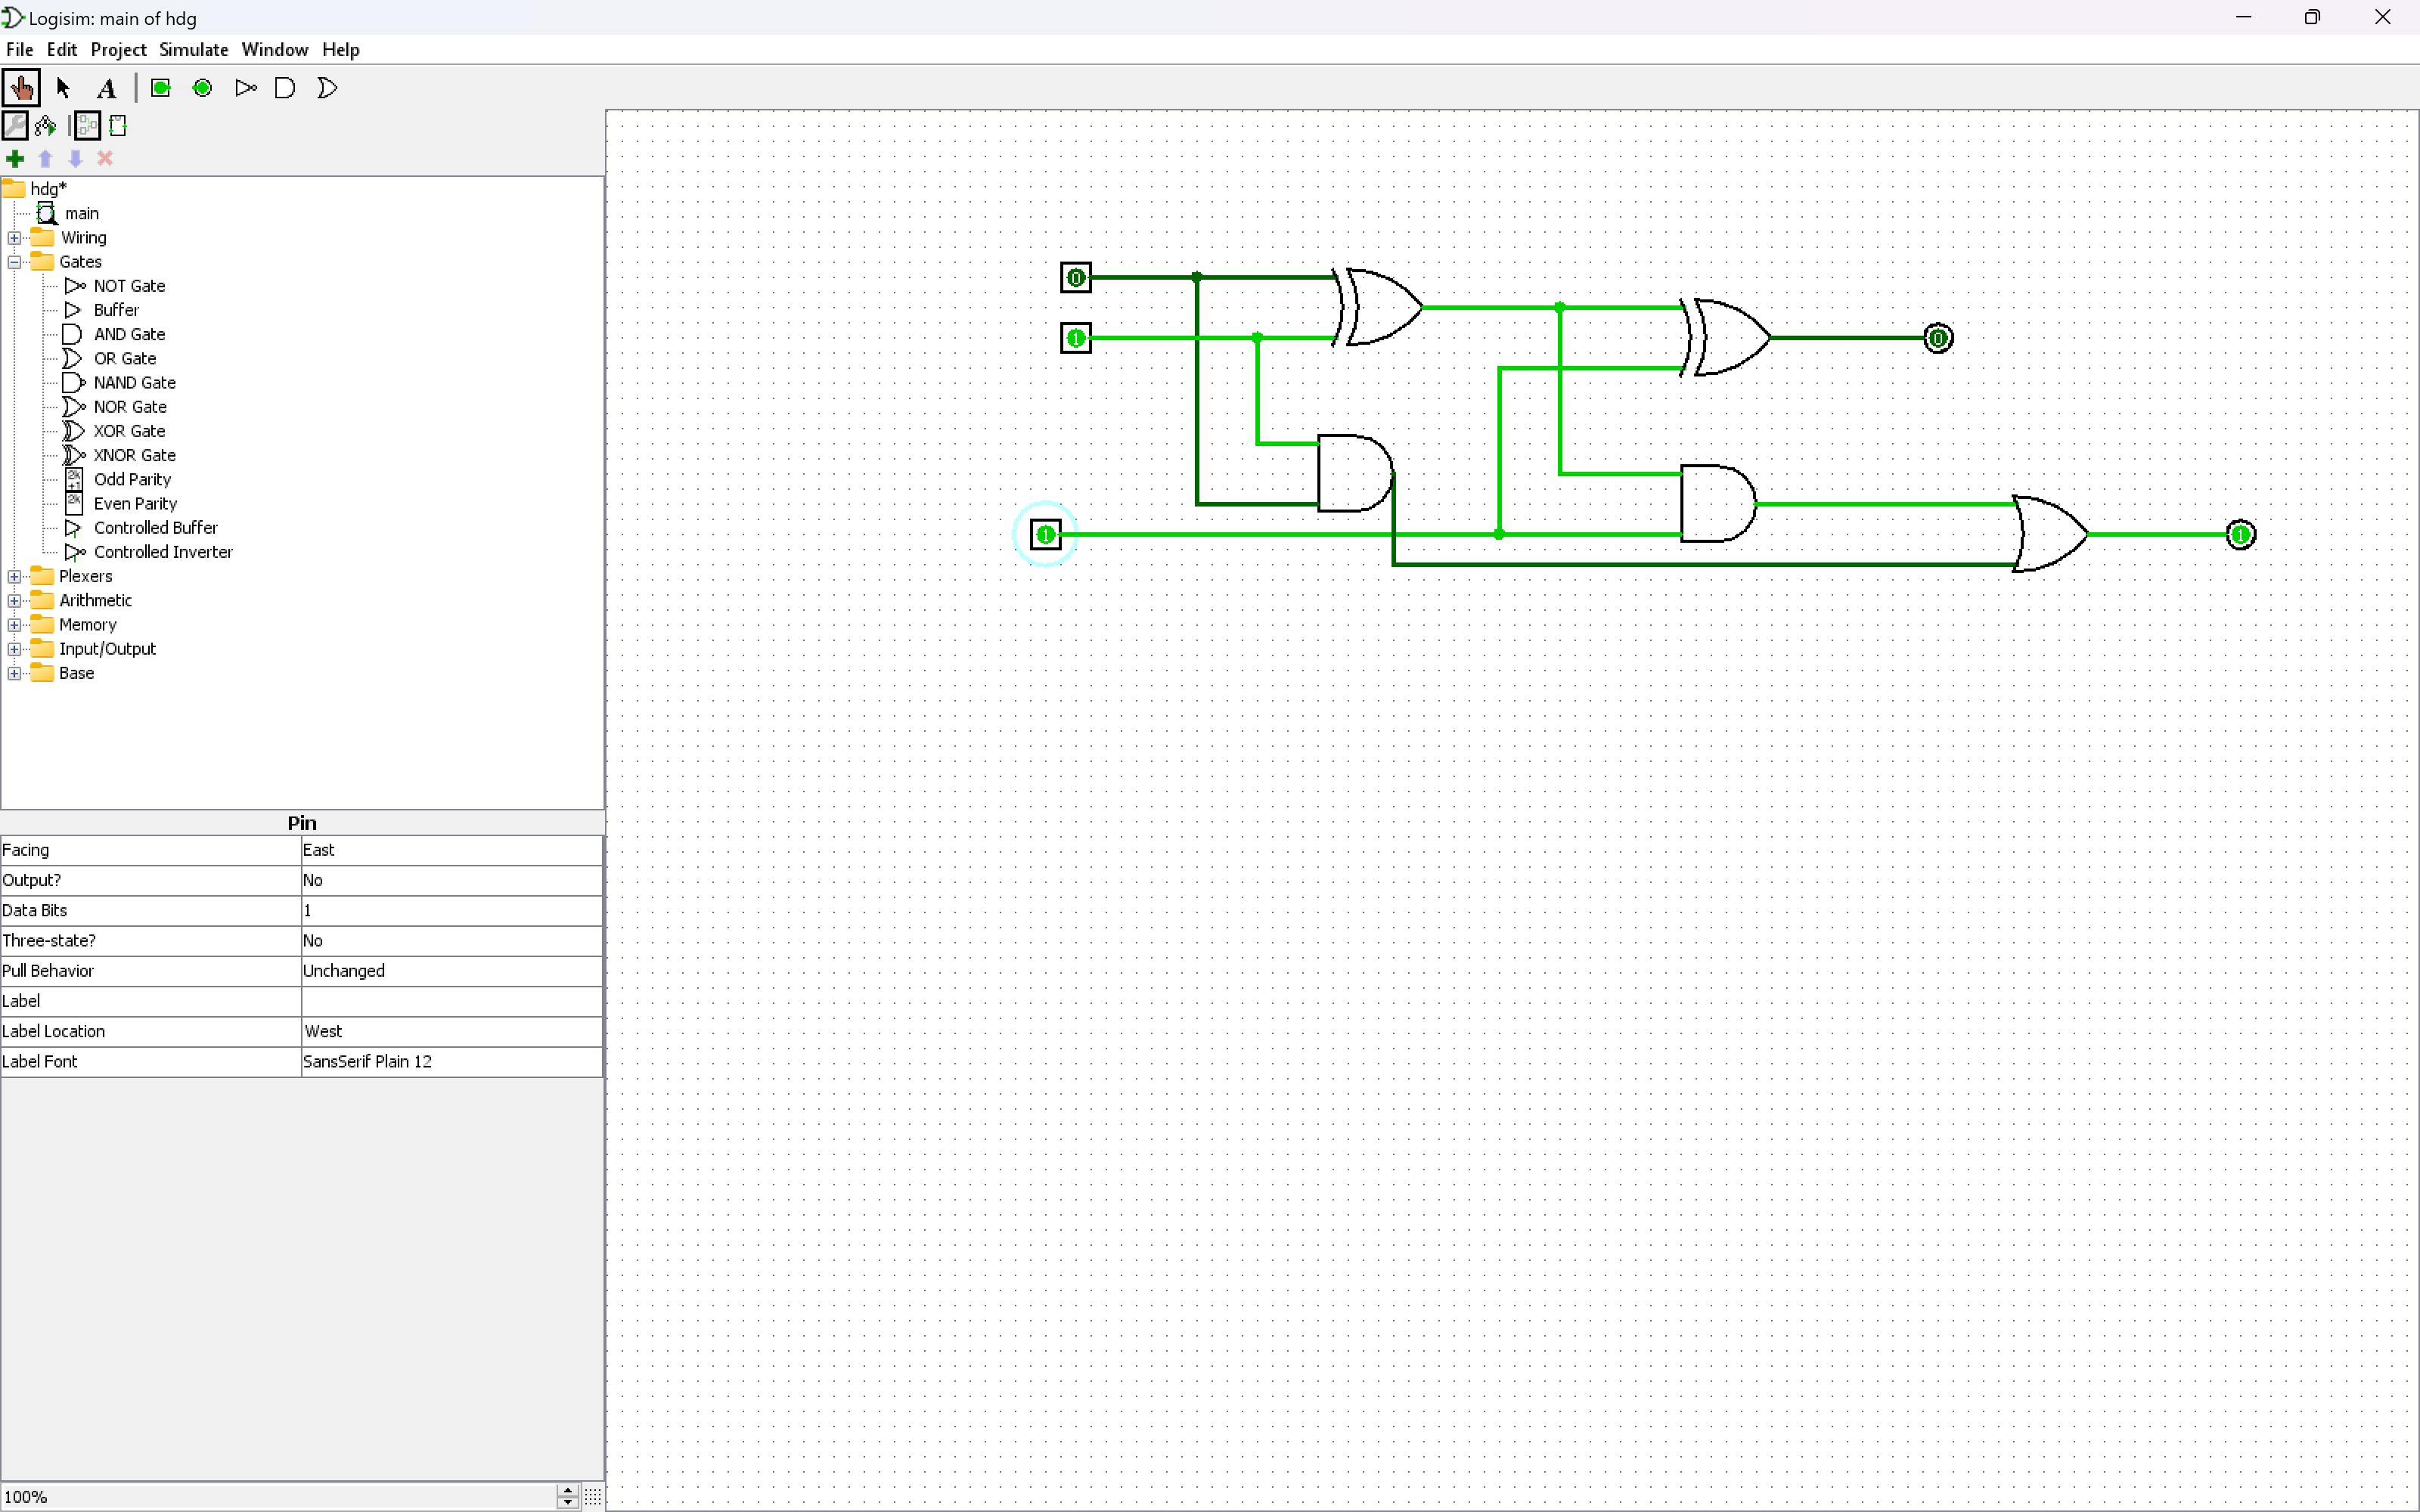 Logisim: main of hdg
File Edit Project Simulate Window Help
A
hdg*
main
Wiring
Gates
NOT Gate
Buffer
AND Gate
OR Gate
NAND Gate
NOR Gate
XOR Gate
XNOR Gate
2k
+1
Odd Parity
2k
Even Parity
Controlled Buffer
Controlled Inverter
Plexers
Arithmetic
Memory
Input/Output
Base
Pin
Facing East
Output? No
Data Bits 1
Three-state? No
Pull Behavior Unchanged
Label
Label Location West
Label Font SansSerif Plain 12
100%
0
1
0
1
1